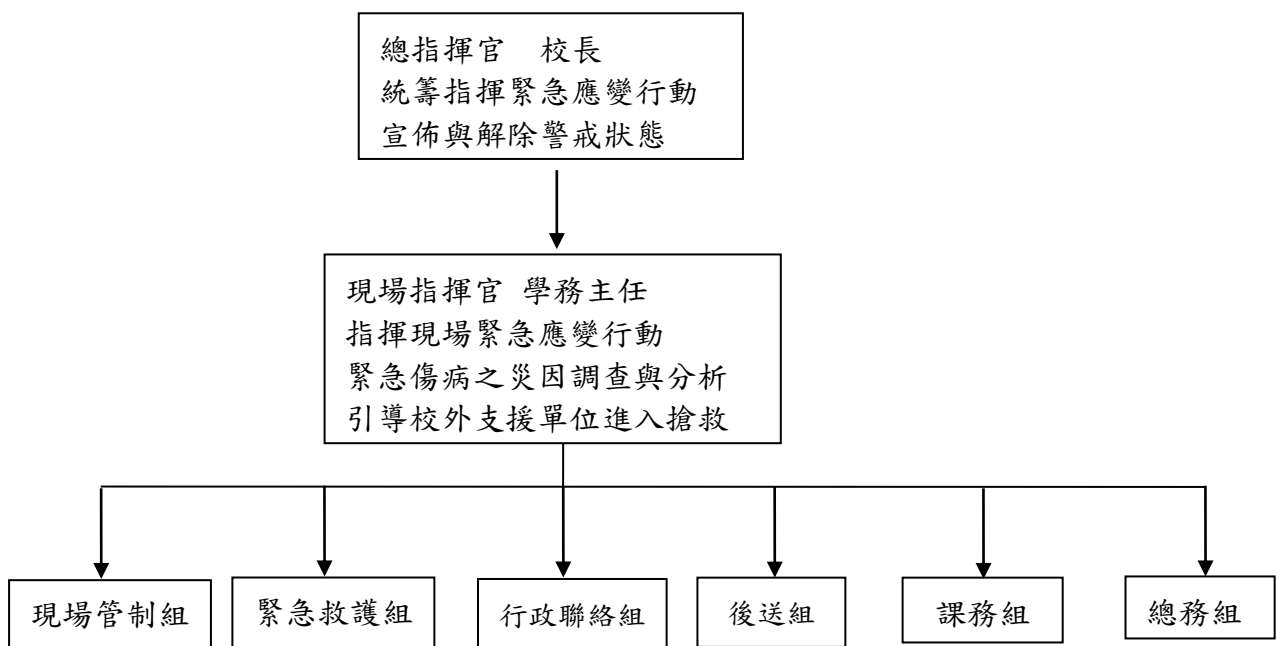 總指揮官　校長
統籌指揮緊急應變行動
宣佈與解除警戒狀態
現場指揮官 學務主任
指揮現場緊急應變行動
緊急傷病之災因調查與分析
引導校外支援單位進入搶救
現場管制組
緊急救護組
行政聯絡組
後送組
課務組
總務組